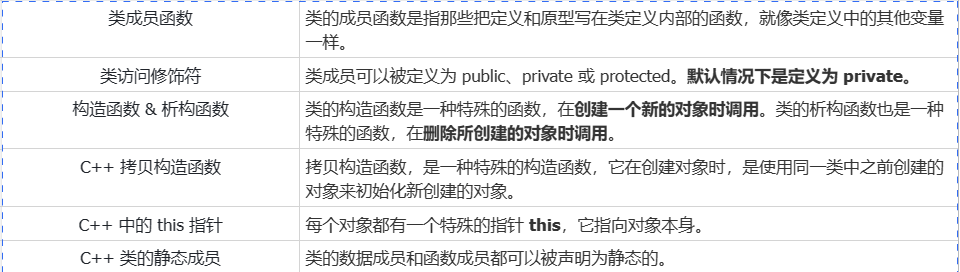 类成员函数
类的成员函数是指那些把定义和原型写在类定义内部的函数，就像类定义中的其他变量
一样。
类访问修饰符
类成员可以被定义为 public、private 或 protected。默认情况下是定义为 private。
构造函数 & 析构函数
类的构造函数是一种特殊的函数，在创建一个新的对象时调用。类的析构函数也是一种
特殊的函数，在删除所创建的对象时调用。
C++ 拷贝构造函数
拷贝构造函数，是一种特殊的构造函数，它在创建对象时，是使用同一类中之前创建的
对象来初始化新创建的对象。
C++ 中的 this 指针
每个对象都有一个特殊的指针 this，它指向对象本身。
C++ 类的静态成员
类的数据成员和函数成员都可以被声明为静态的。